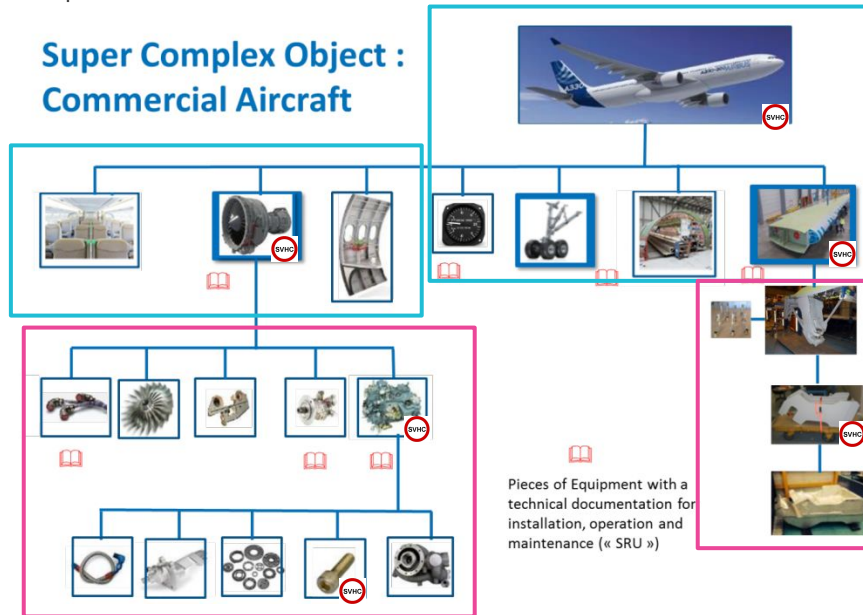 Super Complex Object :
Commercial Aircraft
SVHC
SVHC
SVHC
SVHC
SVHC
SVHC
Pieces of Equipment with a
technical documentation for
installation, operation and
maintenance (« SRU »)